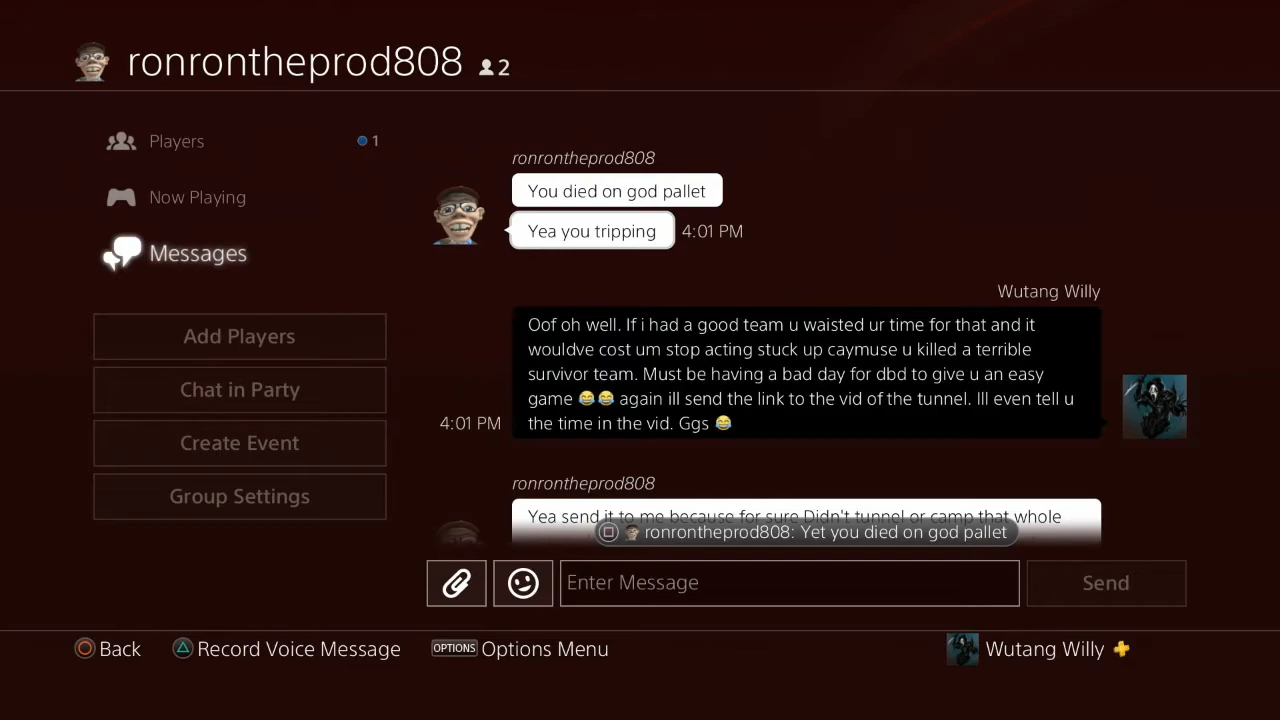 ronrontheprod808 2
Players 1
Now Playing
Messages
Add Players
Chat in Party
Create Event
Group Settings
ronrontheprod808
You died on god pallet
Yea you tripping 4:01 PM
Wutang Willy
Oof oh well. If i had a good team u waisted ur time for that and it
wouldve cost um stop acting stuck up caymuse u killed a terrible
survivor team. Must be having a bad day for dbd to give u an easy
game 😂😂 again ill send the link to the vid of the tunnel. Ill even tell u
the time in the vid. Ggs 😂
4:01 PM
ronrontheprod808
Yea send it to me because for sure Didn't tunnel or camp that whole
ronrontheprod808: Yet you died on god pallet
Enter Message
Send
Back
Record Voice Message
OPTIONS Options Menu
Wutang Willy